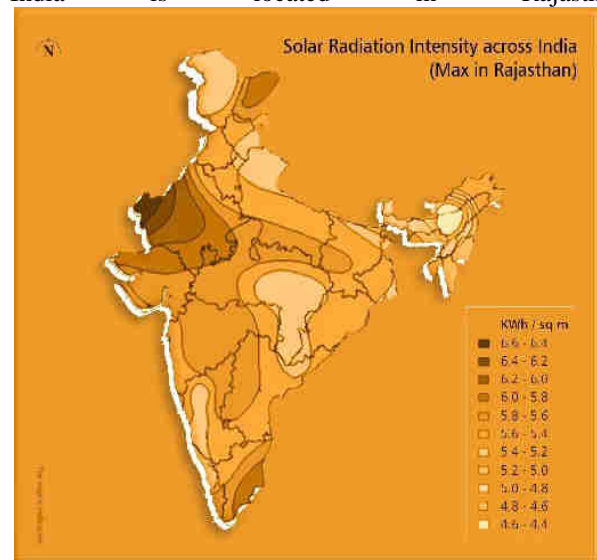 India is located in Rajasth
N
Solar Radiation Intensity across India
(Max in Rajasthan)
KWh / sq m
6.6 - 6.4
6.4 - 6.2
6.2 - 6.0
6.0 - 5.8
5.8 - 5.6
5.6 - 5.4
5.4 - 5.2
5.2 - 5.0
5.0 - 4.8
4.8 - 4.6
4.6 - 4.4